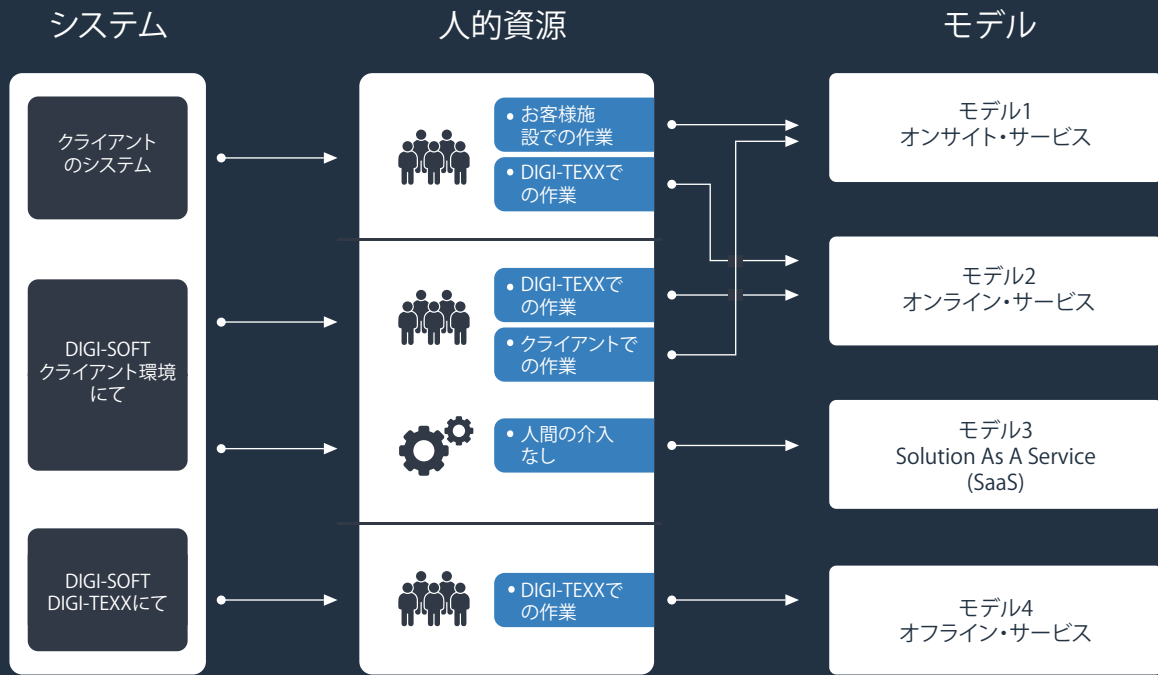 システム
人的資源
モデル
クライアント
のシステム
• お客様施
設での作業
• DIGI-TEXXで
の作業
モデル1
オンサイト・サービス
DIGI-SOFT
クライアント環境
にて
• DIGI-TEXXで
の作業
• クライアントで
の作業
モデル2
オンライン・サービス
• 人間の介入
なし
モデル3
Solution As A Service
(SaaS)
DIGI-SOFT
DIGI-TEXXにて
• DIGI-TEXXで
の作業
モデル4
オフライン・サービス